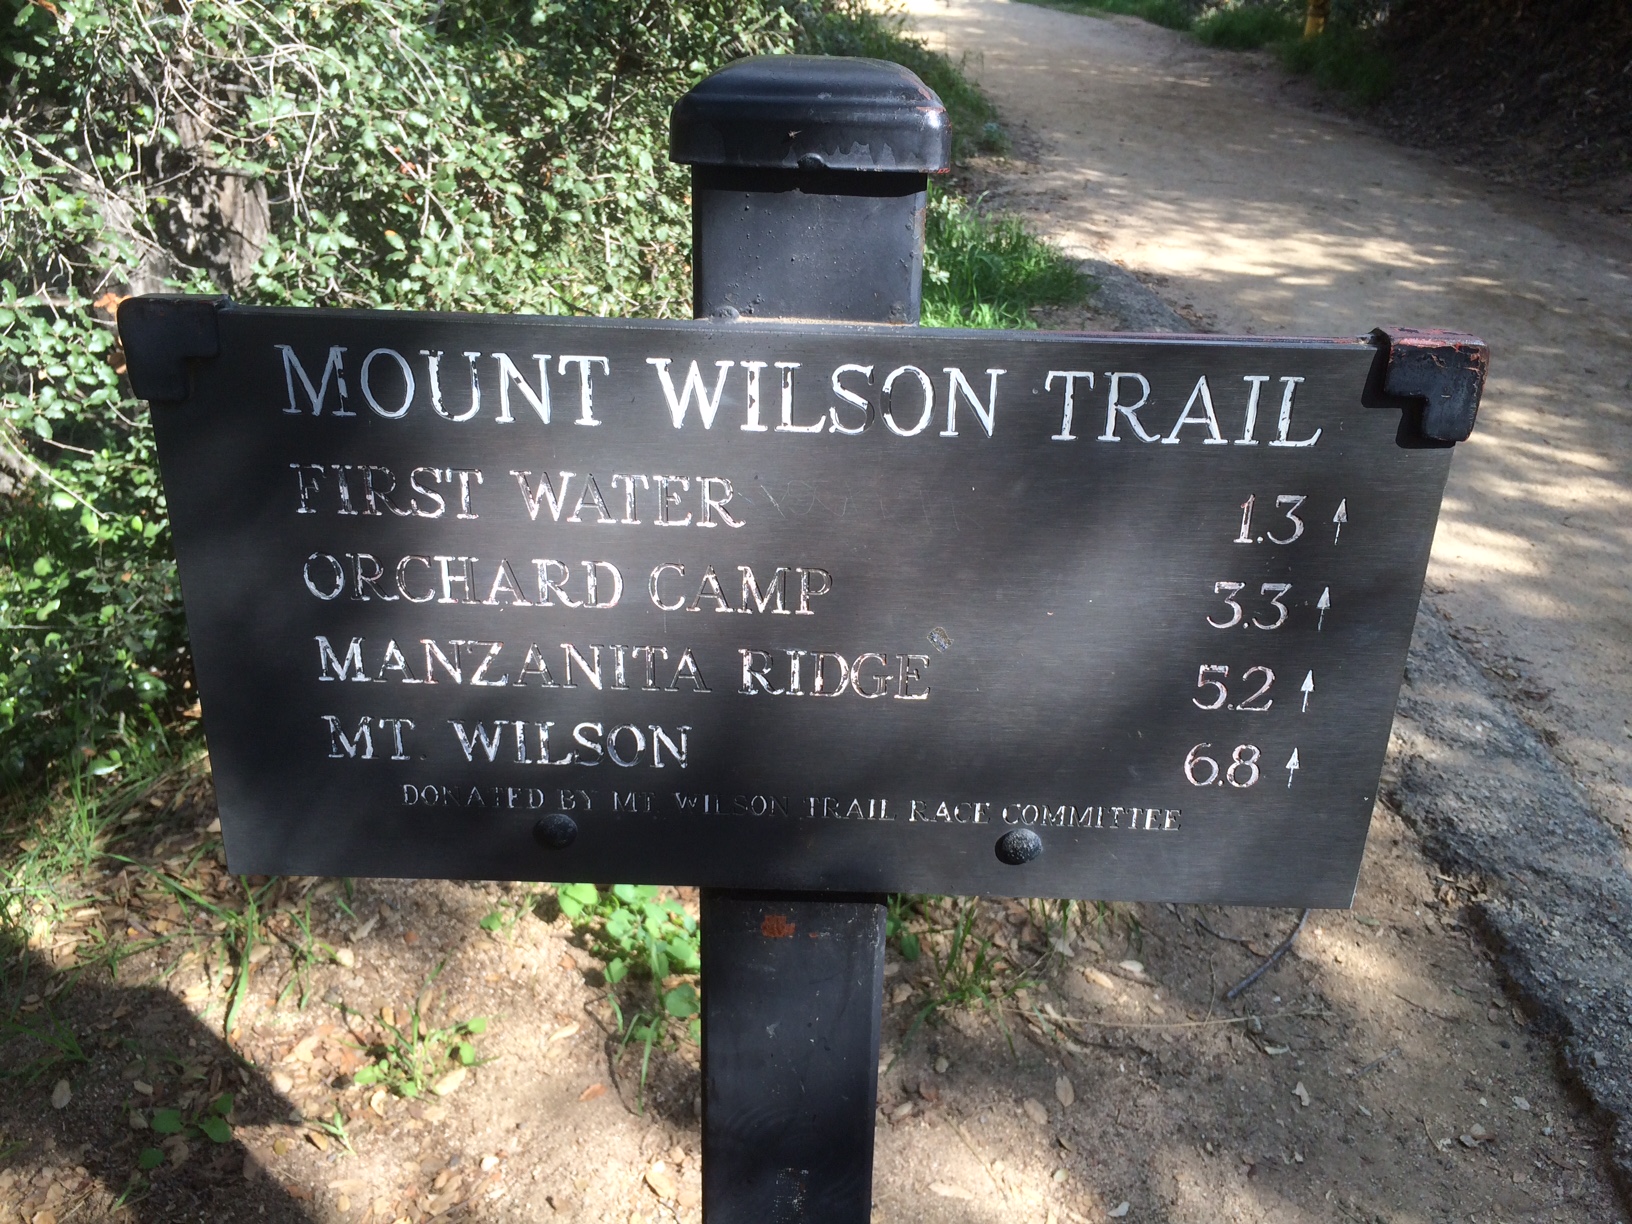 MOUNT WILSON TRAIL
FIRST WATER 1.3 ↑
ORCHARD CAMP 3.3 ↑
MANZANITA RIDGE 5.2 ↑
MT. WILSON 6.8 ↑
DONATED BY MT. WILSON TRAIL RACE COMMITTEE